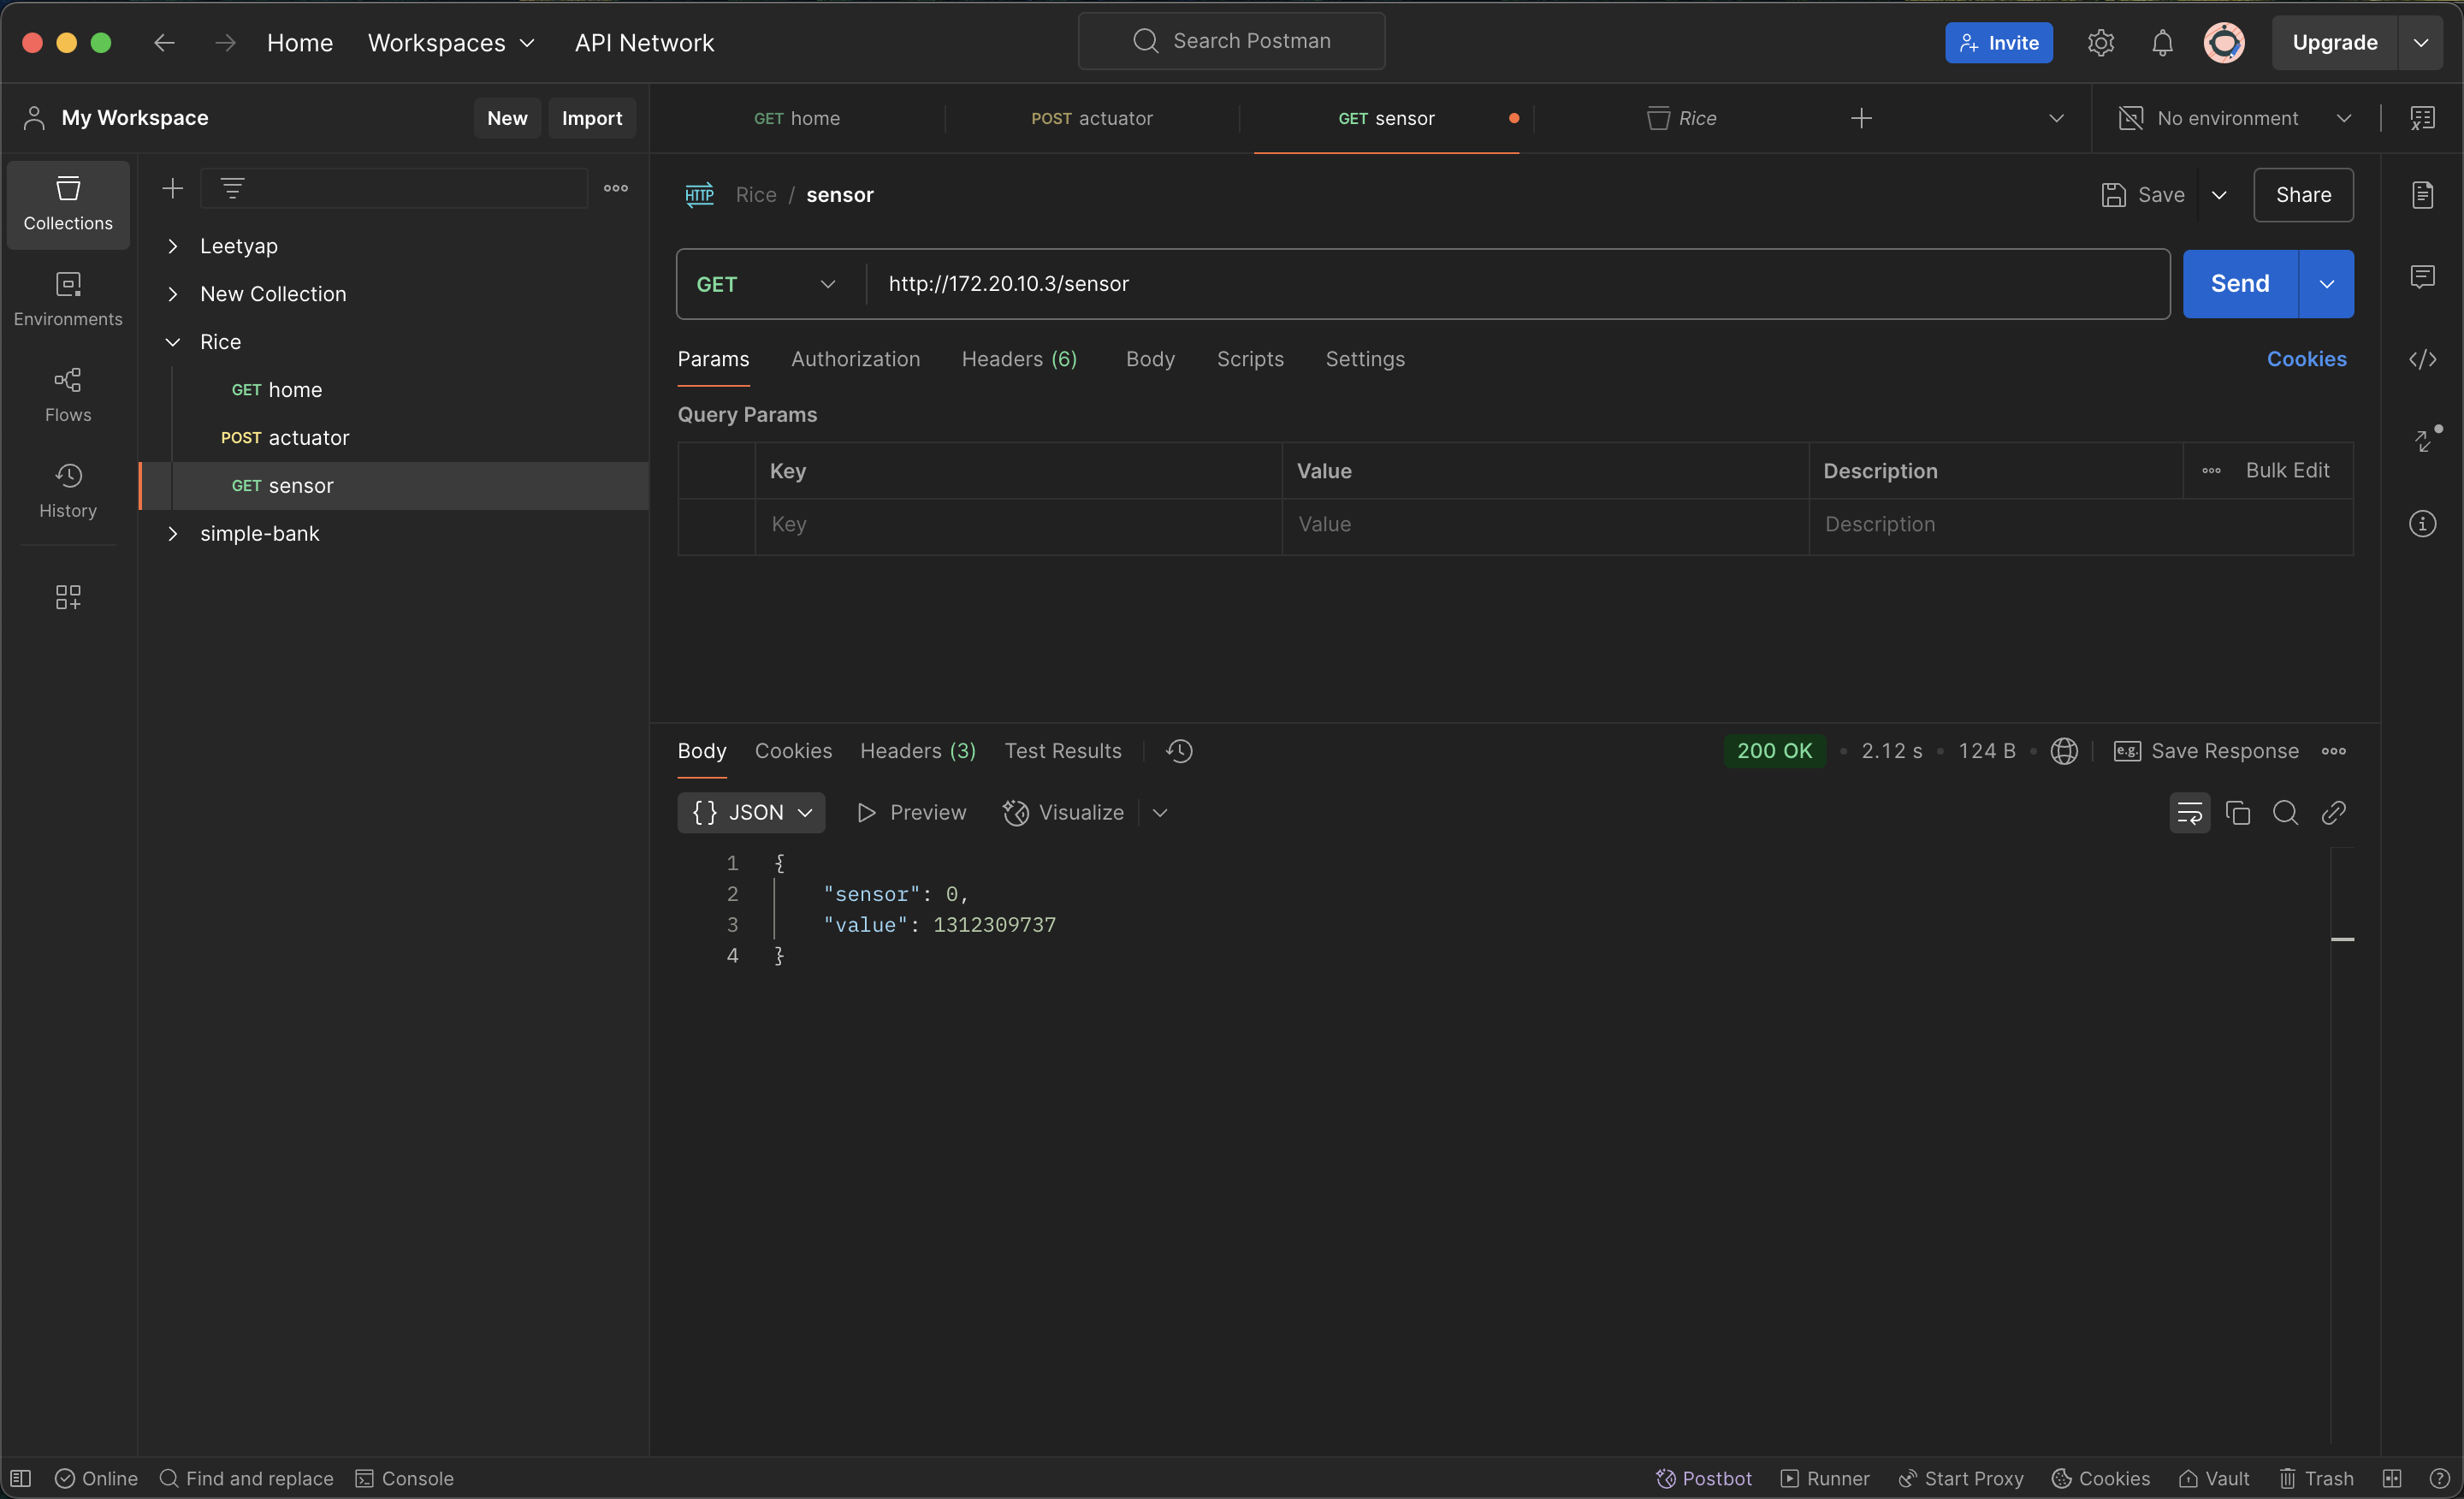 Home Workspaces API Network Search Postman Invite Upgrade
My Workspace New Import GET home POST actuator GET sensor Rice No environment
Collections
Environments
Flows
History
Leetyap
New Collection
Rice
GET home
POST actuator
GET sensor
simple-bank
HTTP Rice / sensor Save Share
GET http://172.20.10.3/sensor Send
Params Authorization Headers (6) Body Scripts Settings Cookies
Query Params
Key Value Description Bulk Edit
Key Value Description
Body Cookies Headers (3) Test Results 200 OK 2.12 s 124 B e.g. Save Response
{} JSON Preview Visualize
1 {
2 "sensor": 0,
3 "value": 1312309737
4 }
Online Find and replace Console Postbot Runner Start Proxy Cookies Vault Trash